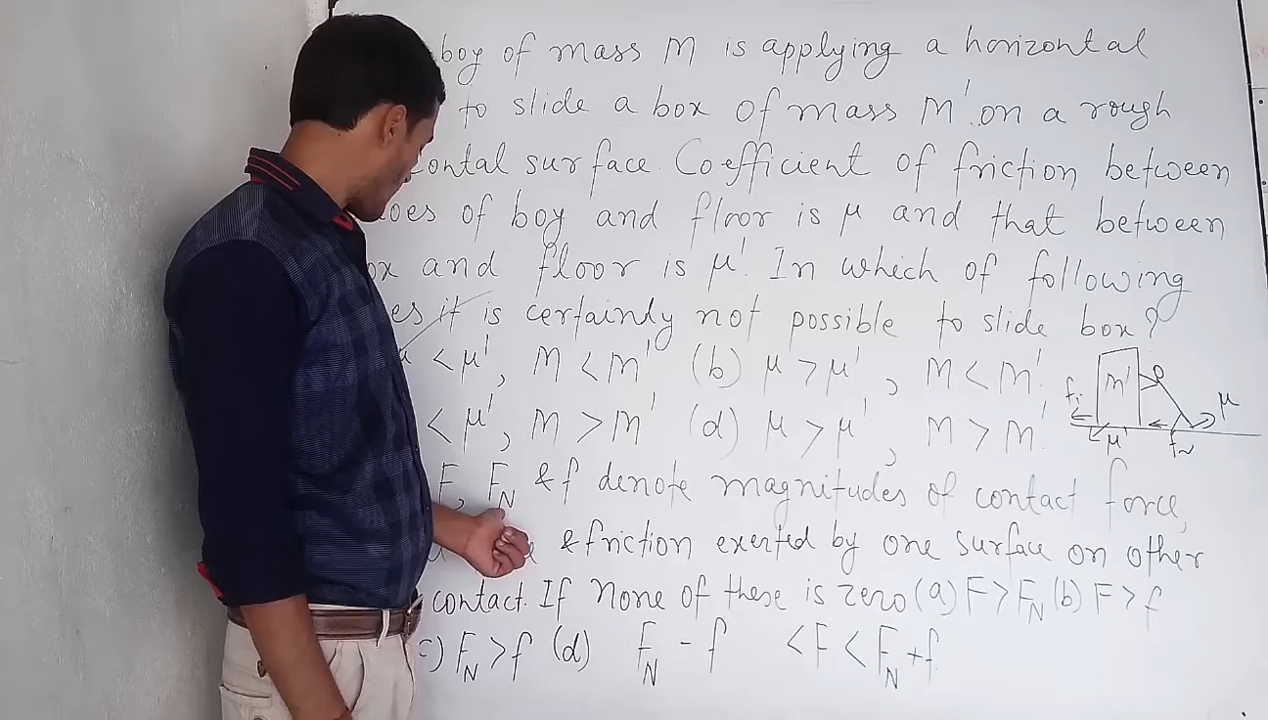 boy of mass M is applying a horizontal
to slide a box of mass M' on a rough
ontal surface. Coefficient of friction between
oes of boy and floor is μ and that between
ox and floor is μ'. In which of following
es it is certainly not possible to slide box?
μ < μ', M < M' (b) μ > μ', M < M'.
< μ', M > M' (d) μ > μ' M > M'.
m' f₁ μ' μ
F, F_N & f denote magnitudes of contact force,
& friction exerted by one surface on other
contact. If none of these is zero (a) F > F_N (b) F > f
c) F_N > f (d) F_N - f < F < F_N + f.